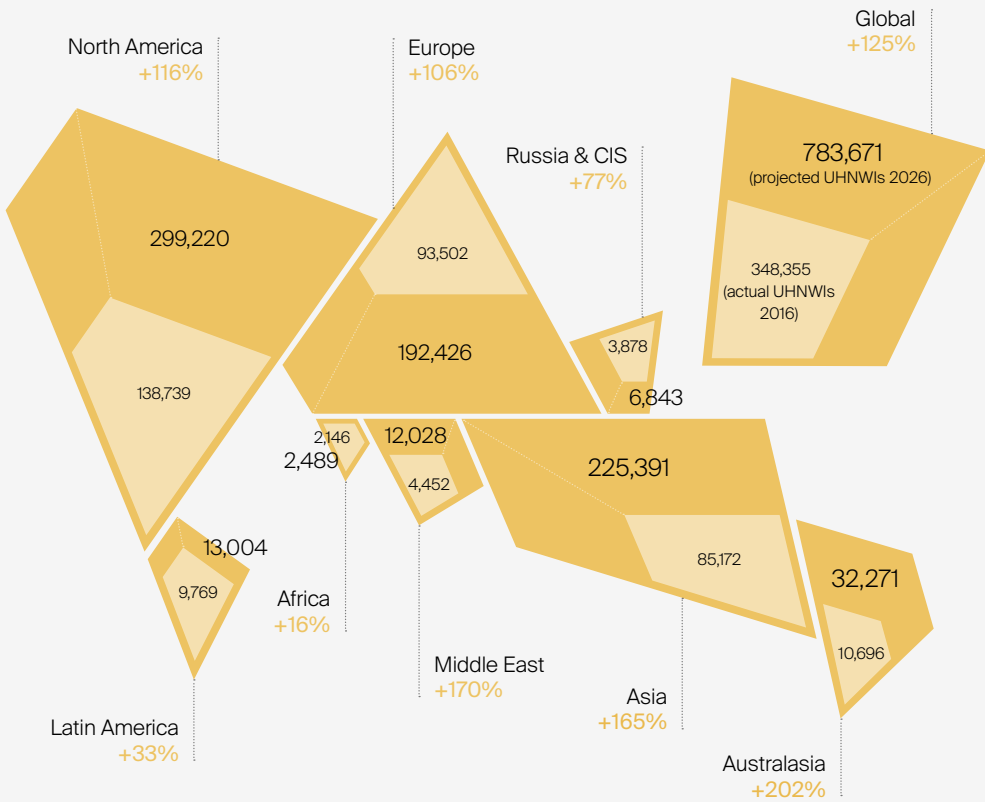 North America
+116%
299,220
138,739
Europe
+106%
93,502
192,426
Russia & CIS
+77%
3,878
6,843
Global
+125%
783,671
(projected UHNWIs 2026)
348,355
(actual UHNWIs
2016)
2,146
2,489
Africa
+16%
12,028
4,452
Middle East
+170%
225,391
85,172
Asia
+165%
32,271
10,696
Australasia
+202%
13,004
9,769
Latin America
+33%